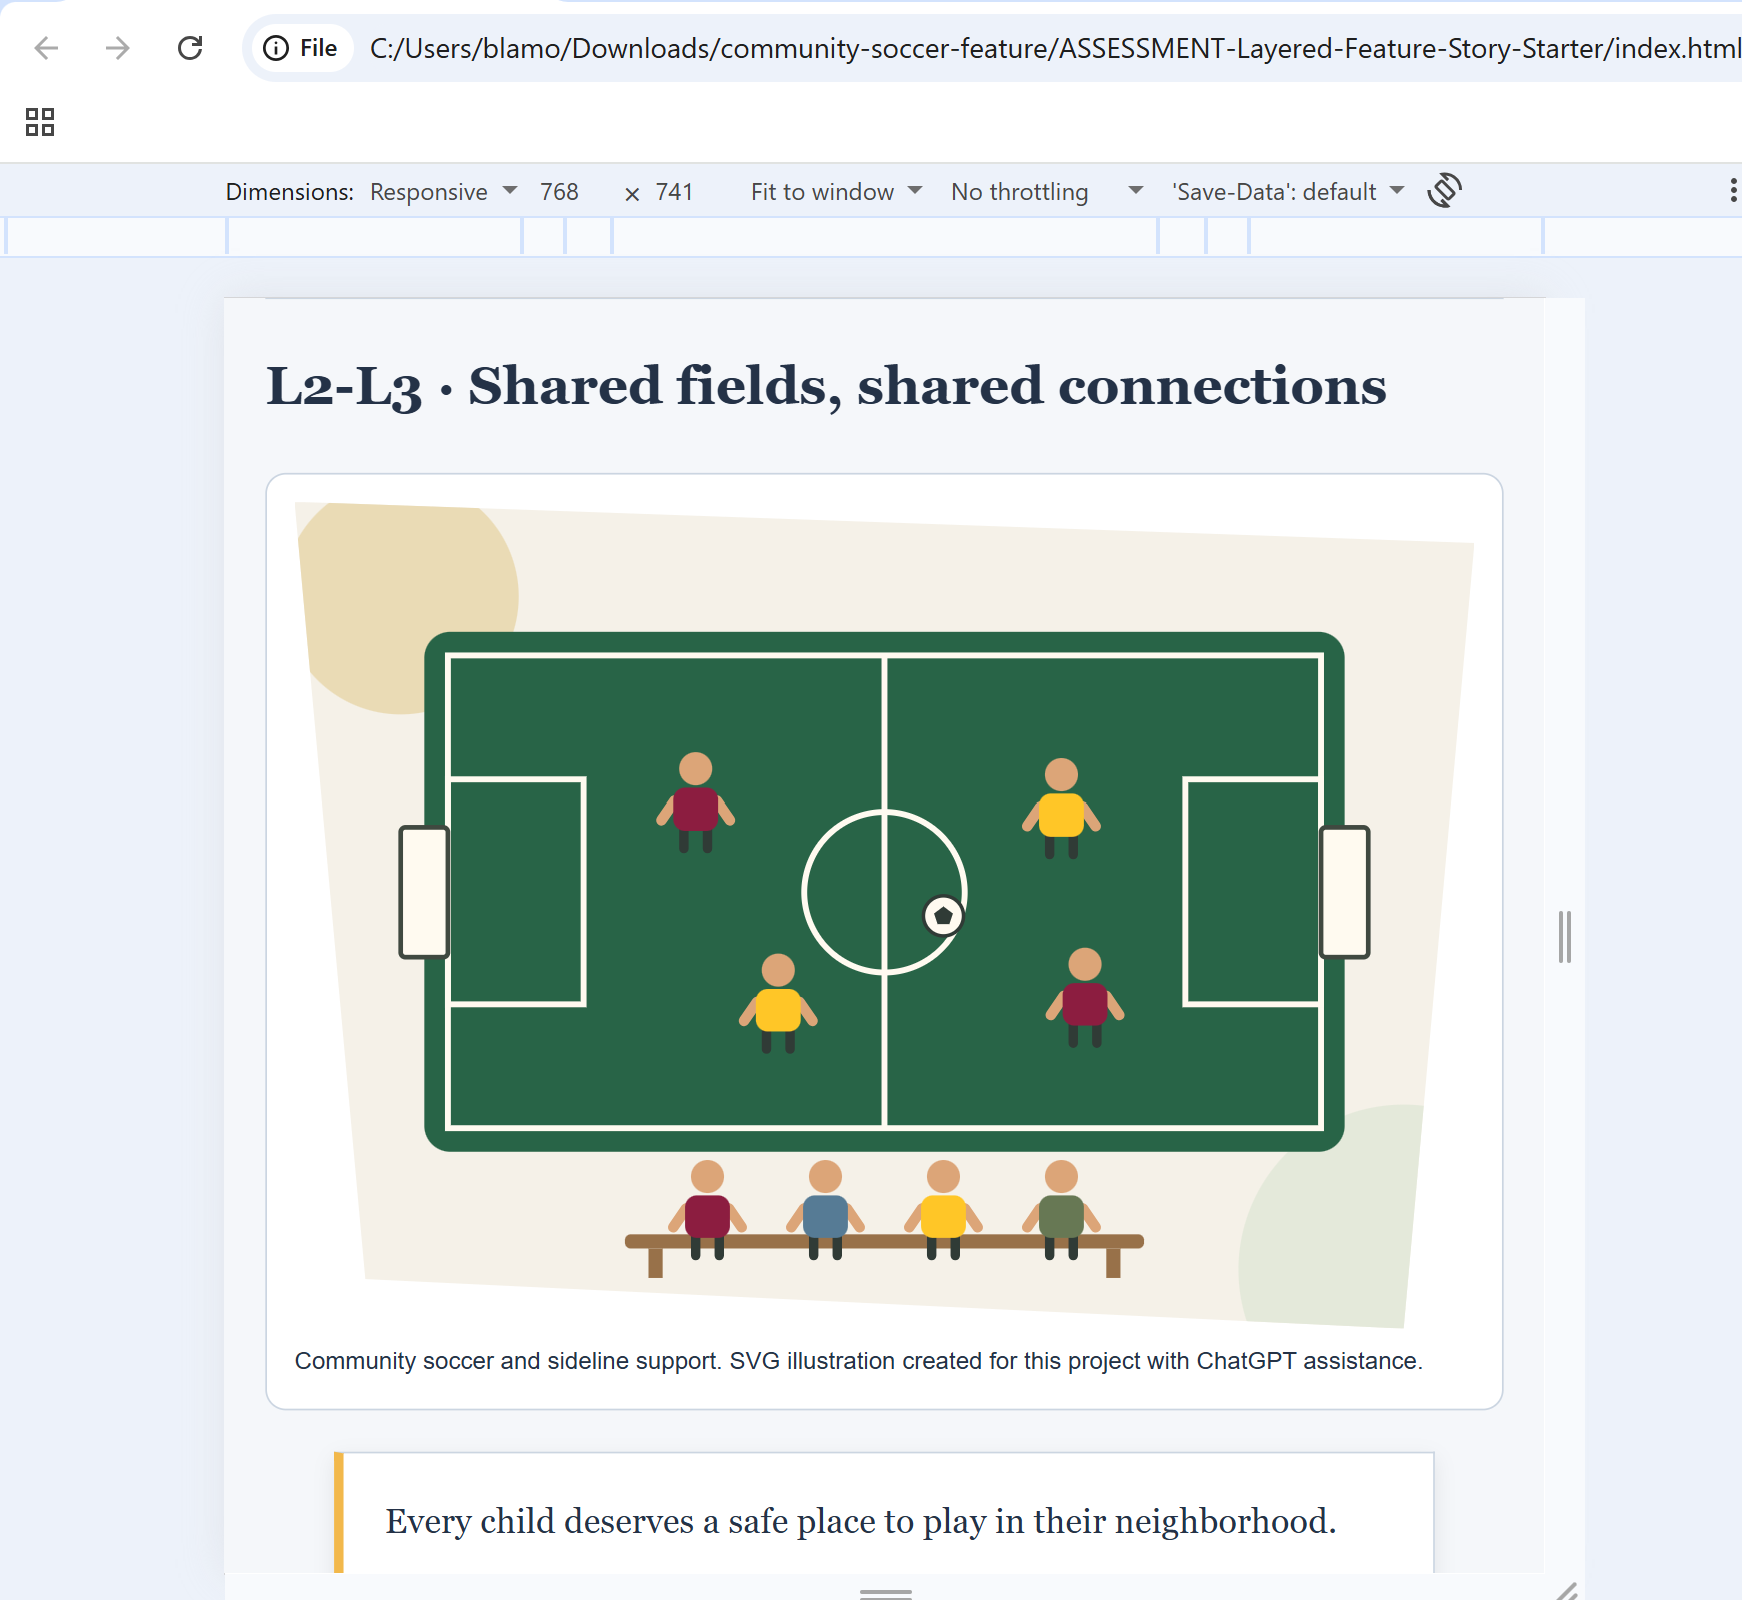 File C:/Users/blamo/Downloads/community-soccer-feature/ASSESSMENT-Layered-Feature-Story-Starter/index.html
Dimensions: Responsive 768 × 741 Fit to window No throttling 'Save-Data': default
L2-L3 · Shared fields, shared connections
Community soccer and sideline support. SVG illustration created for this project with ChatGPT assistance.
Every child deserves a safe place to play in their neighborhood.